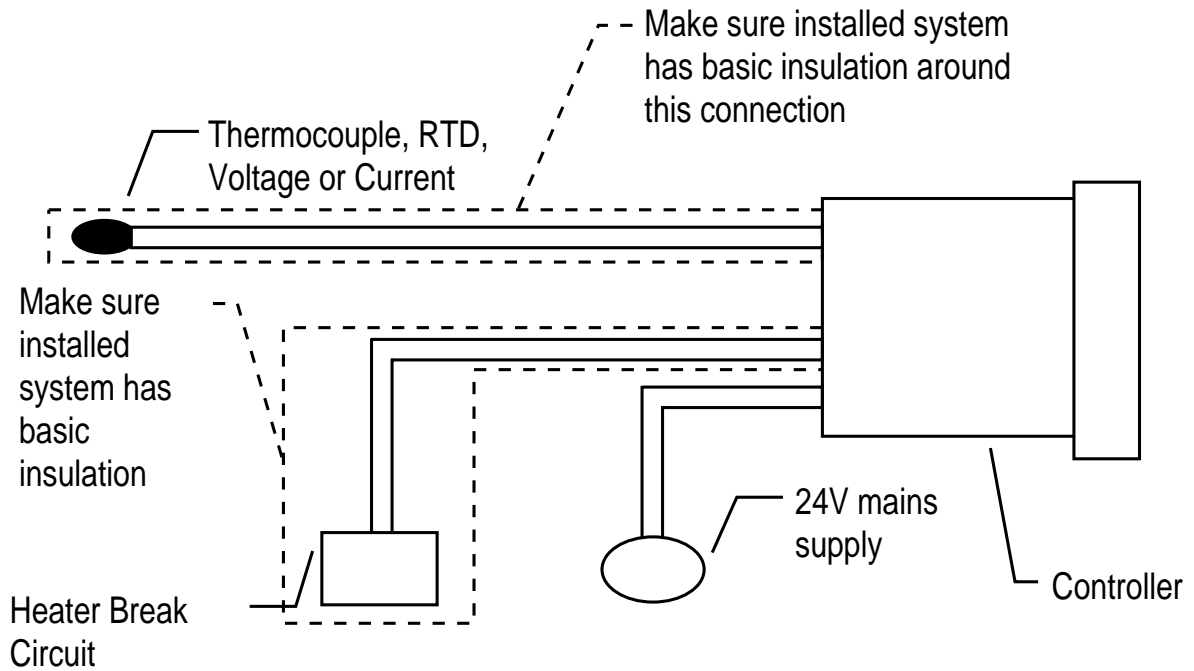 Make sure installed system
has basic insulation around
this connection
Thermocouple, RTD,
Voltage or Current
Make sure
installed
system has
basic
insulation
24V mains
supply
Controller
Heater Break
Circuit